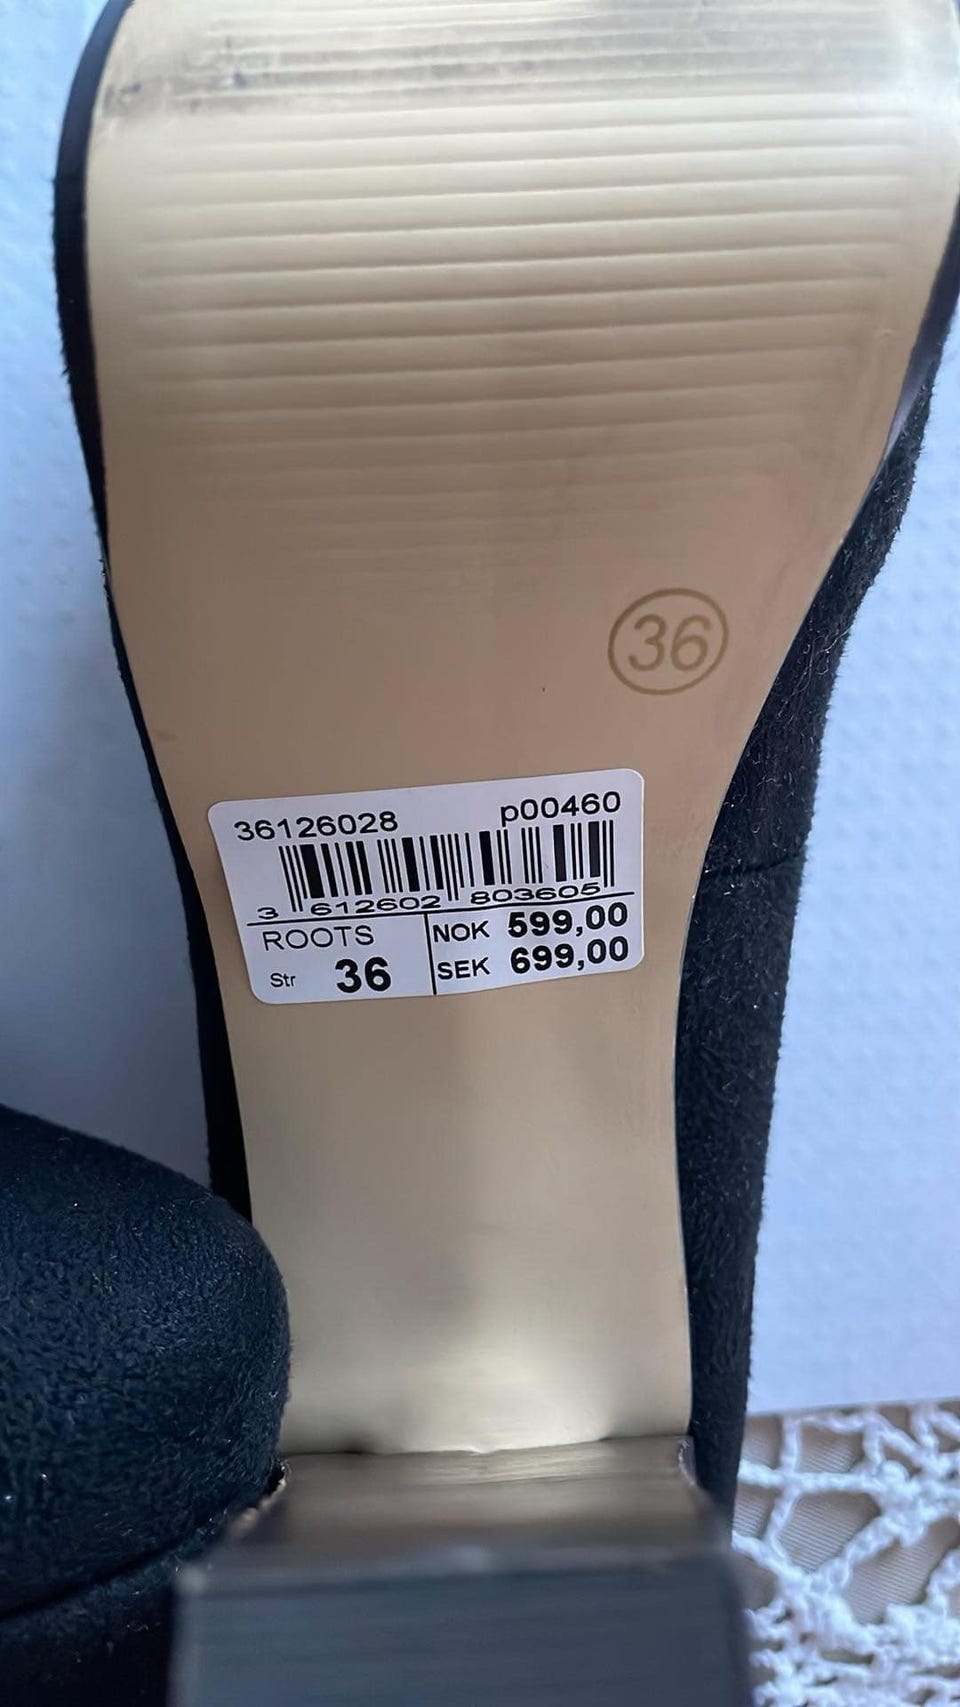 36
36126028 p00460
3 612602 803605
ROOTS NOK 599,00
Str 36 SEK 699,00